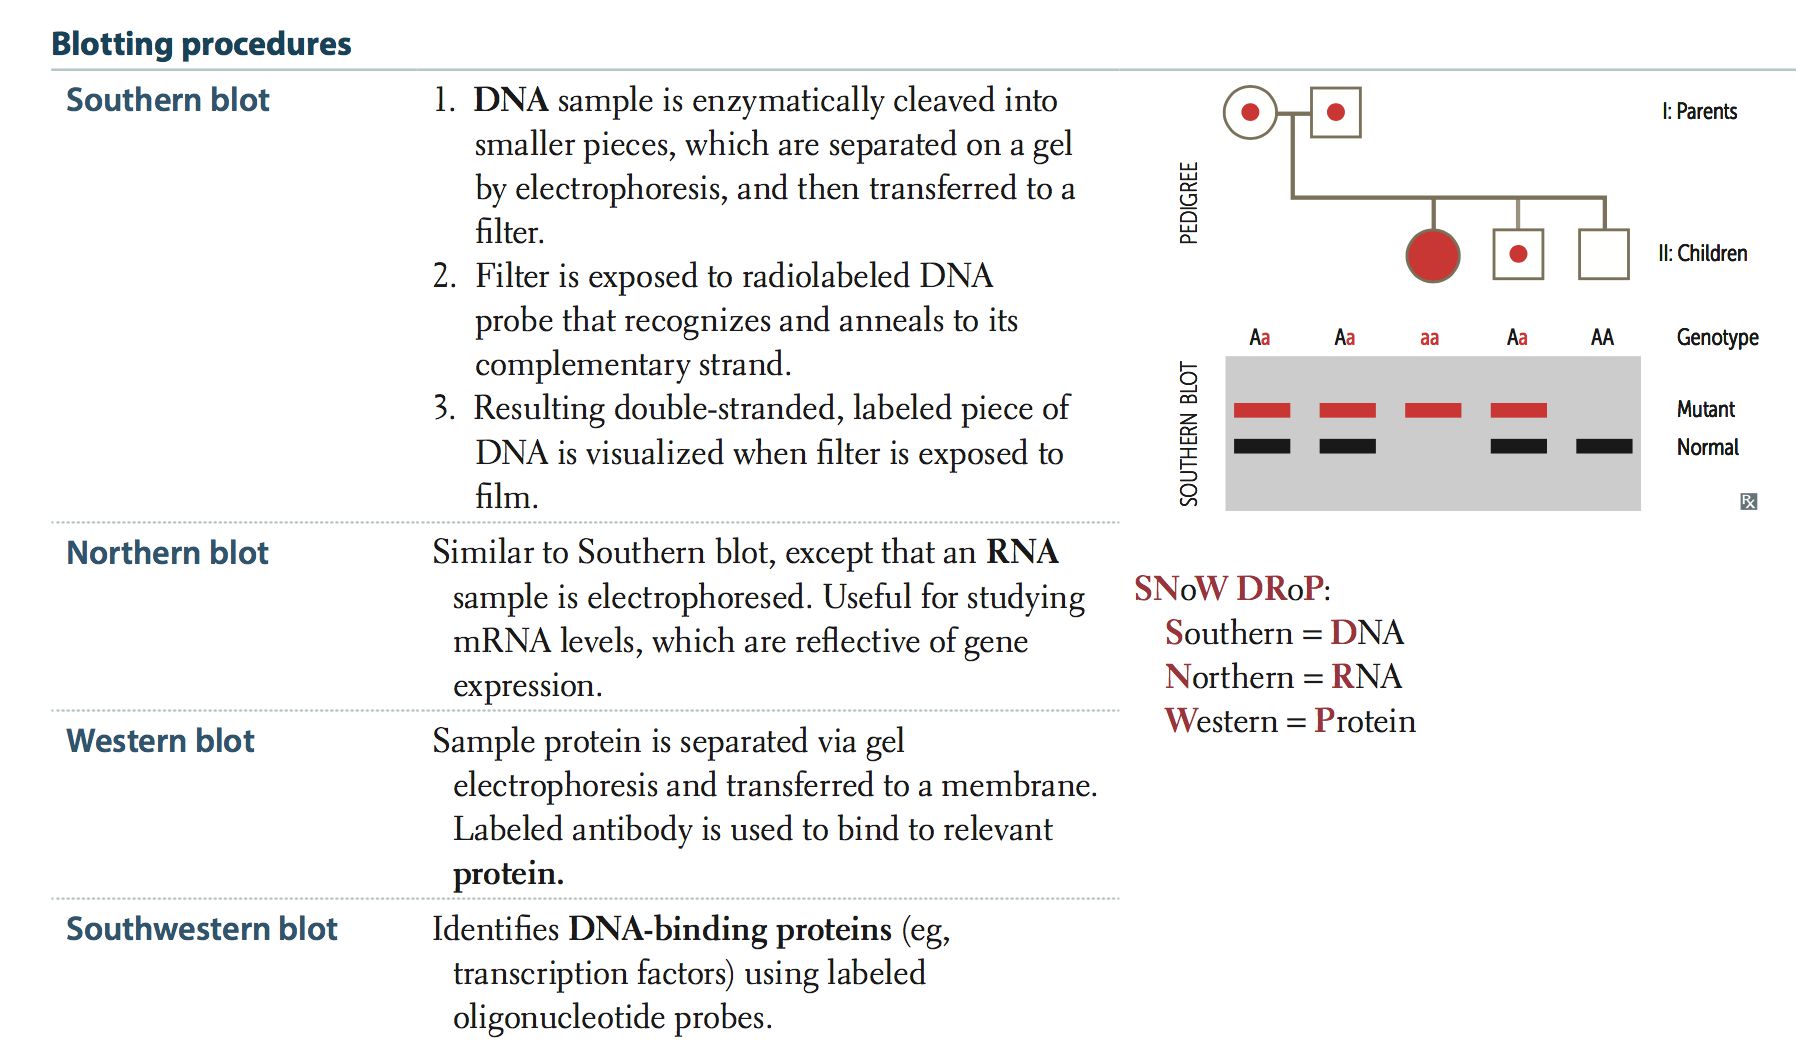 Blotting procedures
Southern blot
1. DNA sample is enzymatically cleaved into
smaller pieces, which are separated on a gel
by electrophoresis, and then transferred to a
filter.
2. Filter is exposed to radiolabeled DNA
probe that recognizes and anneals to its
complementary strand.
3. Resulting double-stranded, labeled piece of
DNA is visualized when filter is exposed to
film.
PEDIGREE
I: Parents
II: Children
Aa Aa aa Aa AA Genotype
SOUTHERN BLOT
Mutant
Normal
Rx
Northern blot
Similar to Southern blot, except that an RNA
sample is electrophoresed. Useful for studying
mRNA levels, which are reflective of gene
expression.
SNoW DRoP:
Southern = DNA
Northern = RNA
Western = Protein
Western blot
Sample protein is separated via gel
electrophoresis and transferred to a membrane.
Labeled antibody is used to bind to relevant
protein.
Southwestern blot
Identifies DNA-binding proteins (eg,
transcription factors) using labeled
oligonucleotide probes.